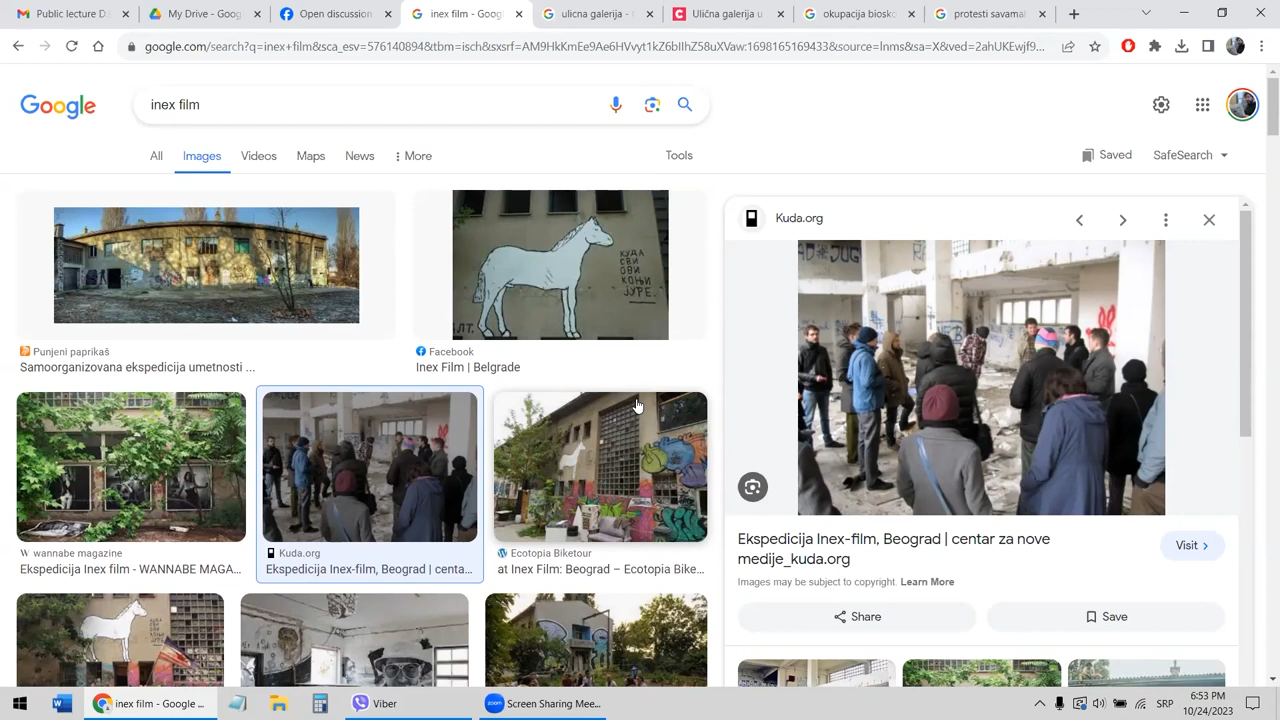 Public lecture D
My Drive - Goog
Open discussion
inex film - Goog
ulicna galerija -
Ulična galerija u
okupacija biosko
protesti savamal
google.com/search?q=inex+film&sca_esv=576140894&tbm=isch&sxsrf=AM9HkKmEe9Ae6HVvyt1kZ6bIIhZ58uXVaw:1698165169433&source=lnms&sa=X&ved=2ahUKEwjf9...
Google
inex film
All
Images
Videos
Maps
News
More
Tools
Saved
SafeSearch
КУДА
СВИ
ОВИ
КОЊИ
ЈУРЕ.
Punjeni paprikaš
Samoorganizovana ekspedicija umetnosti ...
Facebook
Inex Film | Belgrade
wannabe magazine
Ekspedicija Inex film - WANNABE MAGA...
Kuda.org
Ekspedicija Inex-film, Beograd | centa...
Ecotopia Biketour
at Inex Film: Beograd – Ecotopia Bike...
Kuda.org
Ekspedicija Inex-film, Beograd | centar za nove
medije_kuda.org
Visit
Images may be subject to copyright. Learn More
Share
Save
inex film - Google ...
Viber
Screen Sharing Mee...
SRP
6:53 PM
10/24/2023